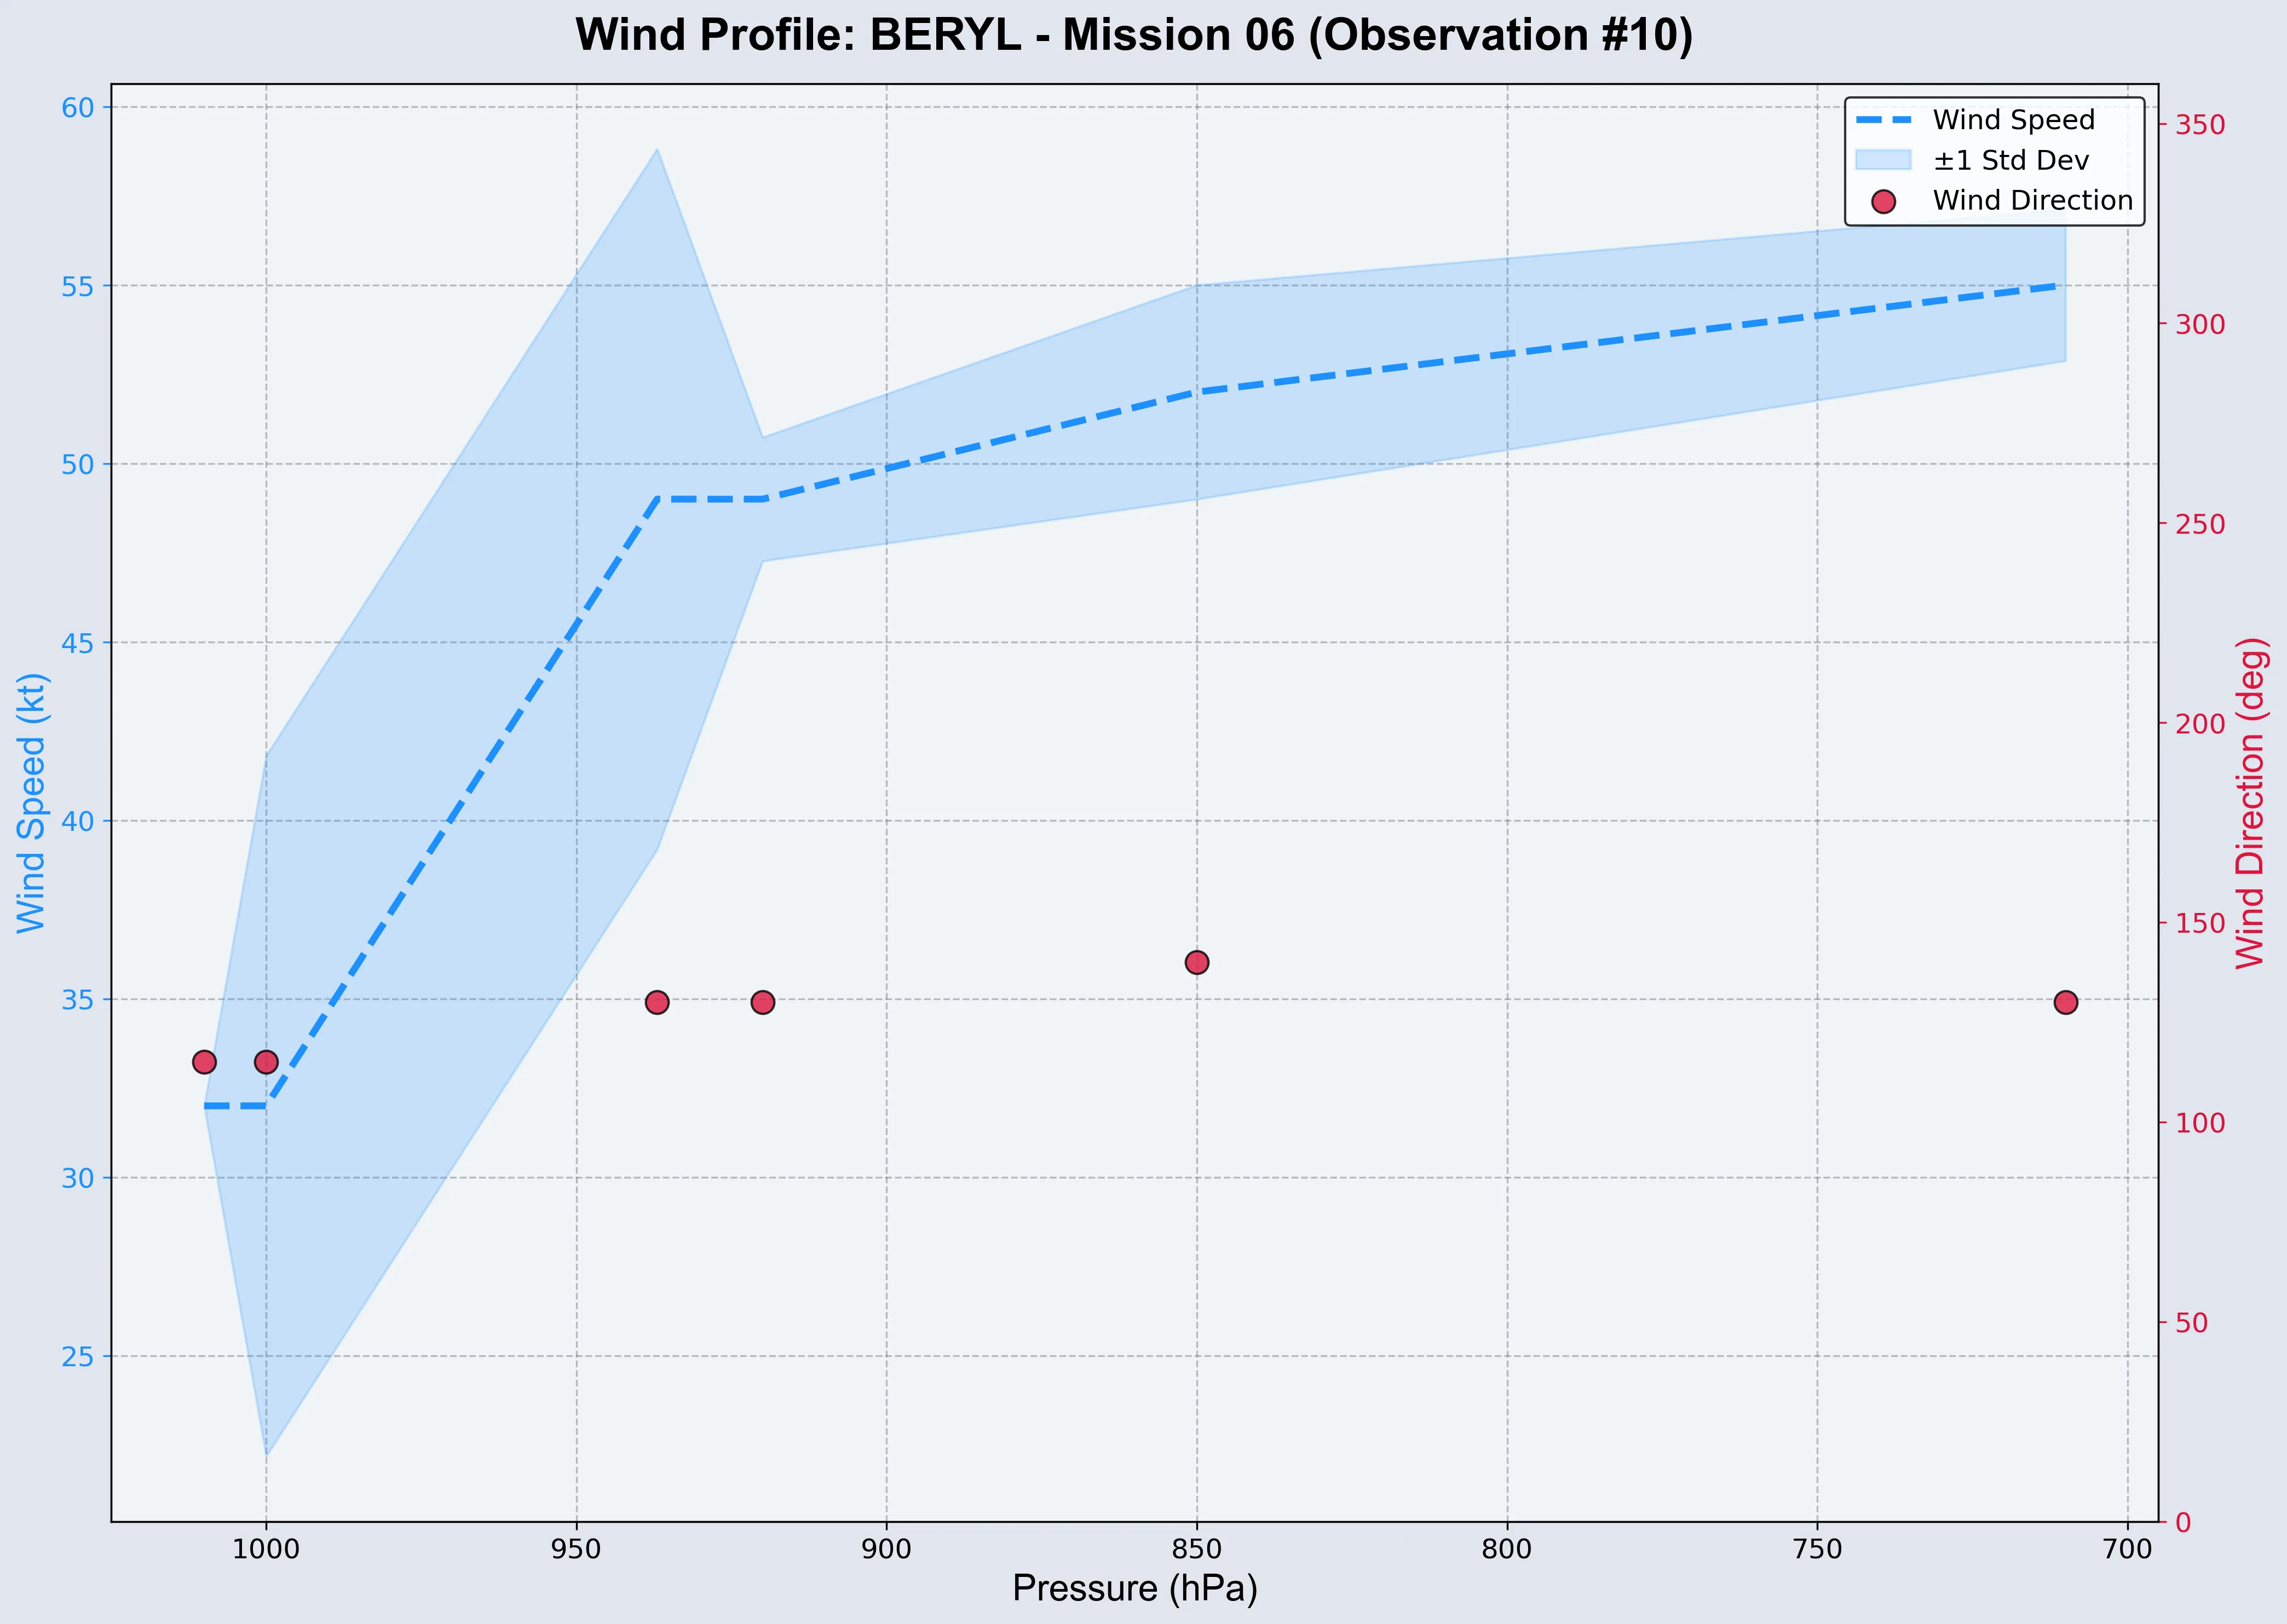 Wind Profile: BERYL - Mission 06 (Observation #10)
Wind Speed
±1 Std Dev
Wind Direction
Wind Speed (kt)
60
55
50
45
40
35
30
25
350
300
250
200
150
100
50
0
Wind Direction (deg)
1000 950 900 850 800 750 700
Pressure (hPa)